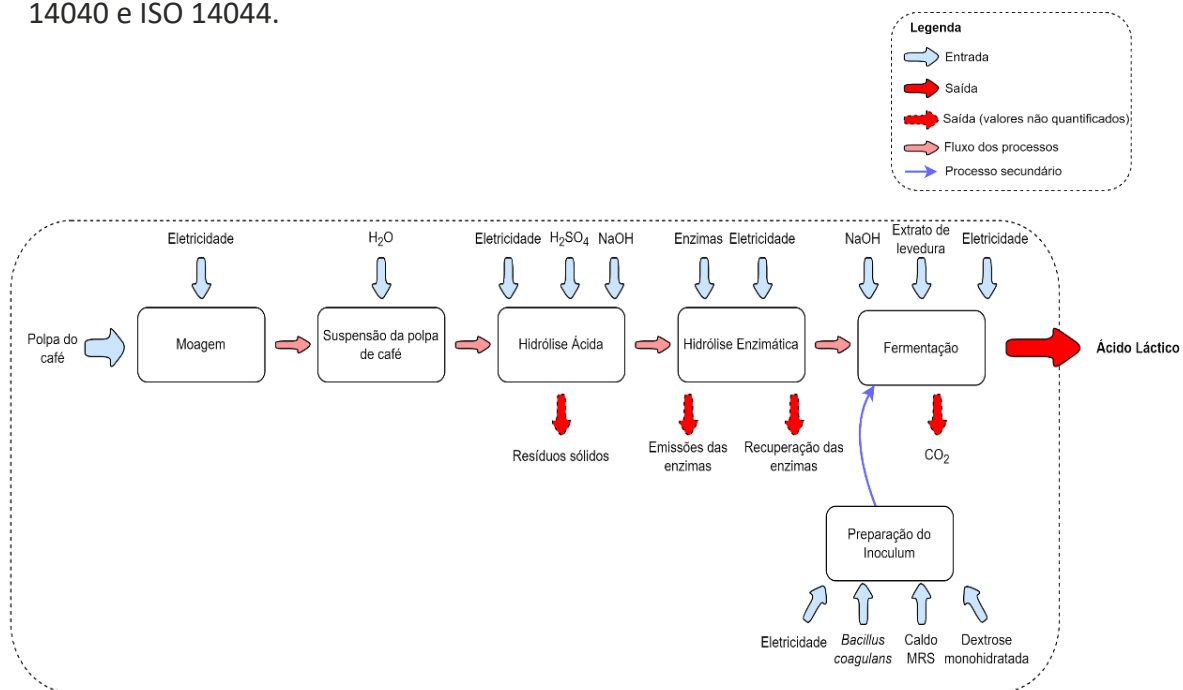 14040 e ISO 14044.
Legenda
Entrada
Saída
Saída (valores não quantificados)
Fluxo dos processos
Processo secundário
Eletricidade
H₂O
Eletricidade
H₂SO₄
NaOH
Enzimas
Eletricidade
NaOH
Extrato de
levedura
Eletricidade
Polpa do
café
Moagem
Suspensão da polpa
de café
Hidrólise Ácida
Hidrólise Enzimática
Fermentação
Ácido Láctico
Resíduos sólidos
Emissões das
enzimas
Recuperação das
enzimas
CO₂
Preparação do
Inoculum
Eletricidade
Bacillus
coagulans
Caldo
MRS
Dextrose
monohidratada